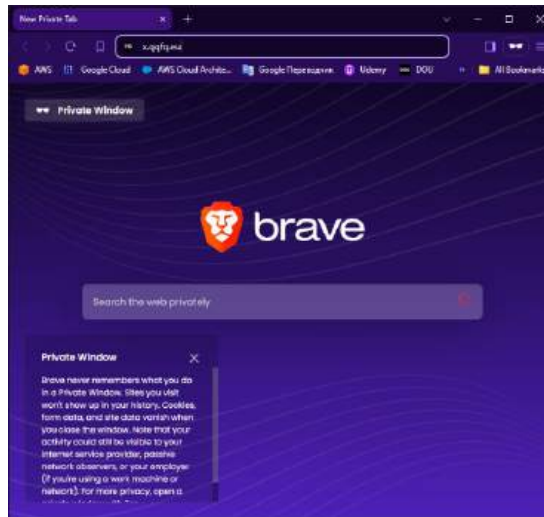 New Private Tab
AWS Google Cloud AWS Cloud Archite... Google Переводчик Udemy DOU » All Bookmarks
Private Window
brave
Search the web privately
Private Window
Brave never remembers what you do
in a Private Window. Sites you visit
won't show up in your history. Cookies,
form data, and site data vanish when
you close the window. Note that your
activity could still be visible to your
internet service provider, passive
network observers, or your employer
(if you're using a work machine or
network). For more privacy, open a